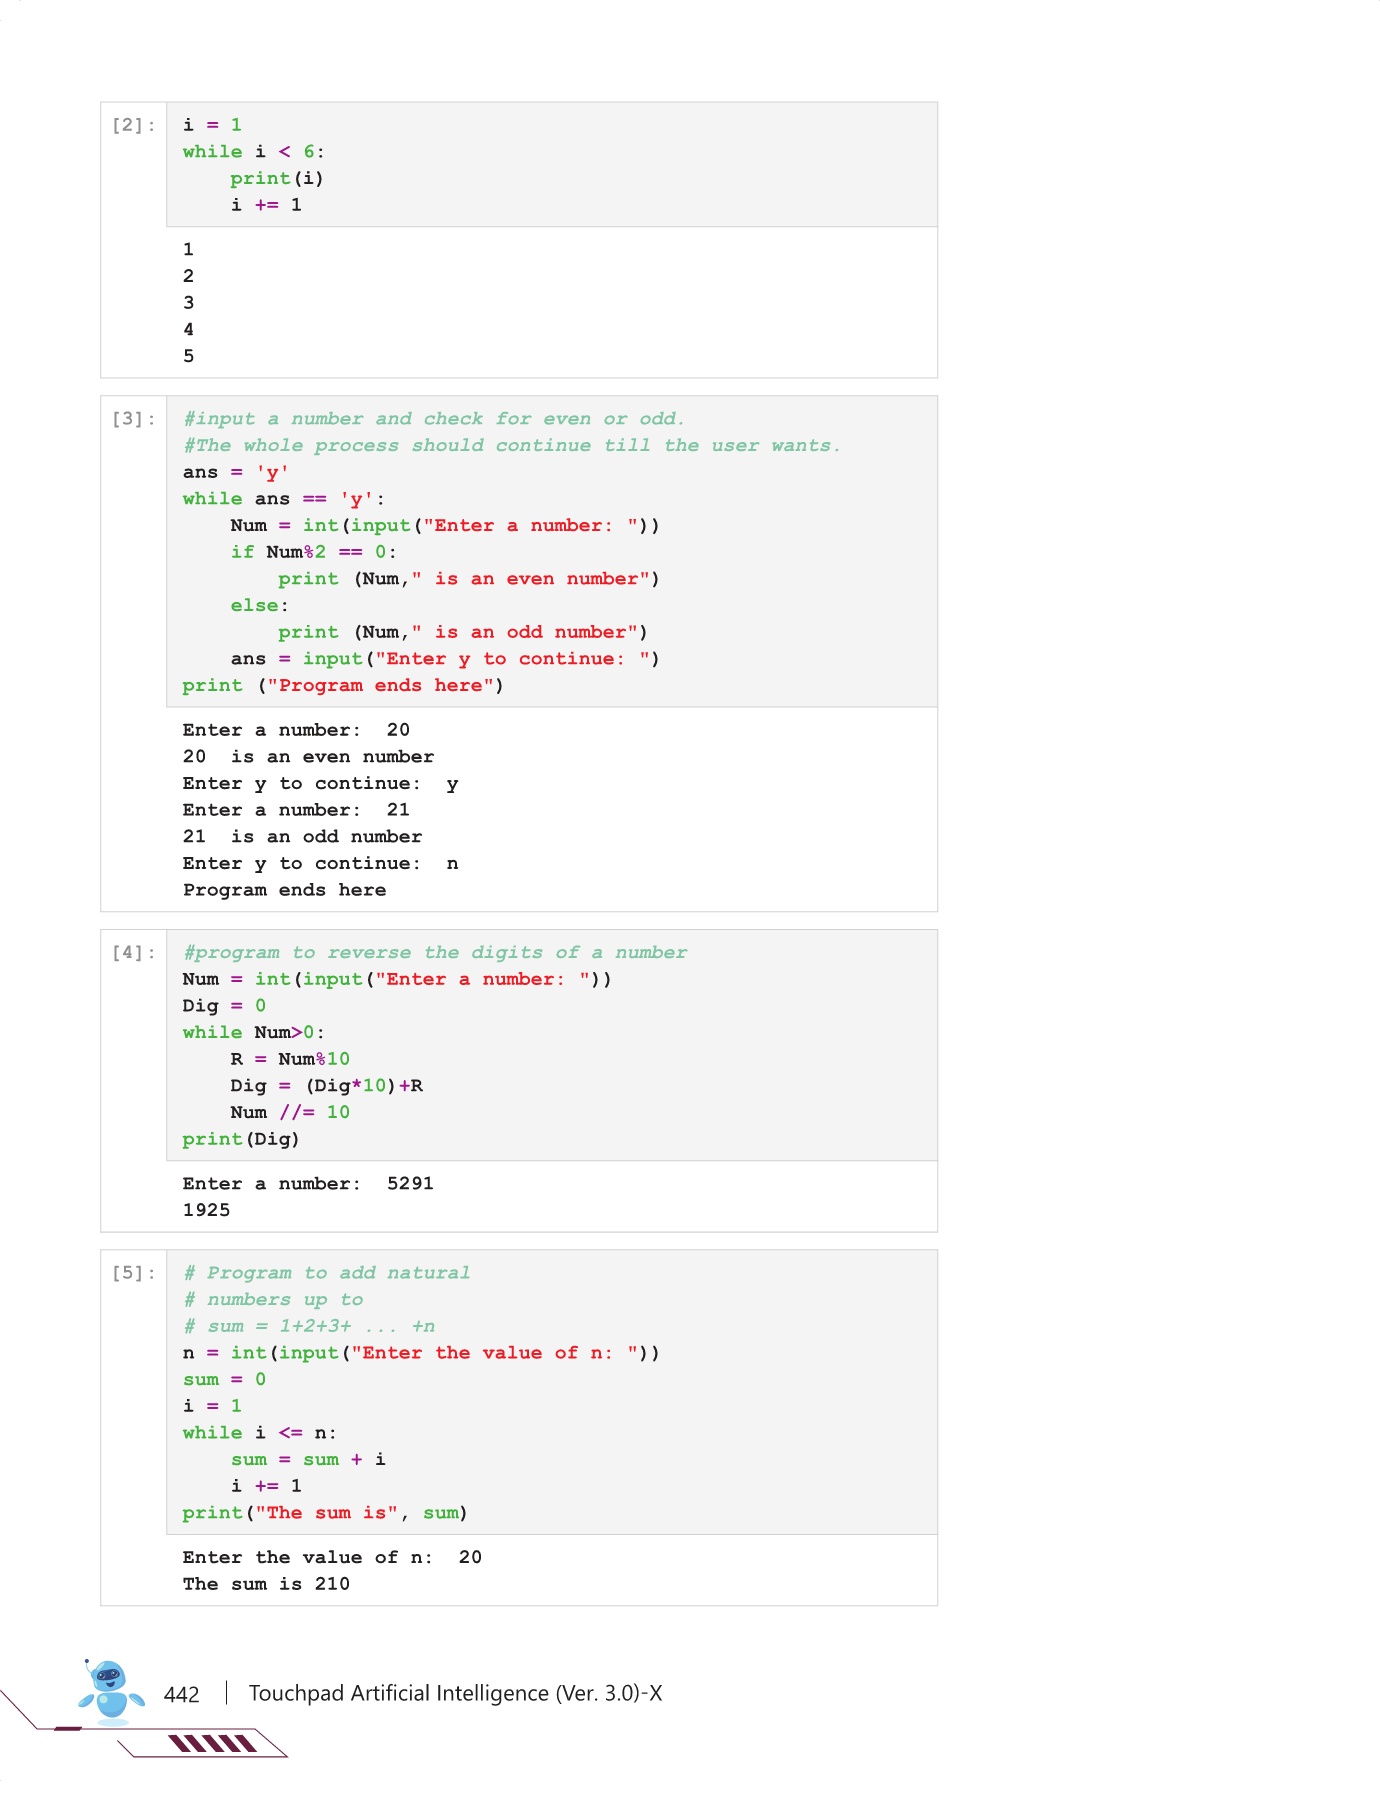 [2]: i = 1
while i < 6:
    print(i)
    i += 1
1
2
3
4
5
[3]: #input a number and check for even or odd.
#The whole process should continue till the user wants.
ans = 'y'
while ans == 'y':
    Num = int(input("Enter a number: "))
    if Num%2 == 0:
        print (Num," is an even number")
    else:
        print (Num," is an odd number")
    ans = input("Enter y to continue: ")
print ("Program ends here")
Enter a number:  20
20  is an even number
Enter y to continue:  y
Enter a number:  21
21  is an odd number
Enter y to continue:  n
Program ends here
[4]: #program to reverse the digits of a number
Num = int(input("Enter a number: "))
Dig = 0
while Num>0:
    R = Num%10
    Dig = (Dig*10)+R
    Num //= 10
print(Dig)
Enter a number:  5291
1925
[5]: # Program to add natural
# numbers up to
# sum = 1+2+3+ ... +n
n = int(input("Enter the value of n: "))
sum = 0
i = 1
while i <= n:
    sum = sum + i
    i += 1
print("The sum is", sum)
Enter the value of n:  20
The sum is 210
442 | Touchpad Artificial Intelligence (Ver. 3.0)-X